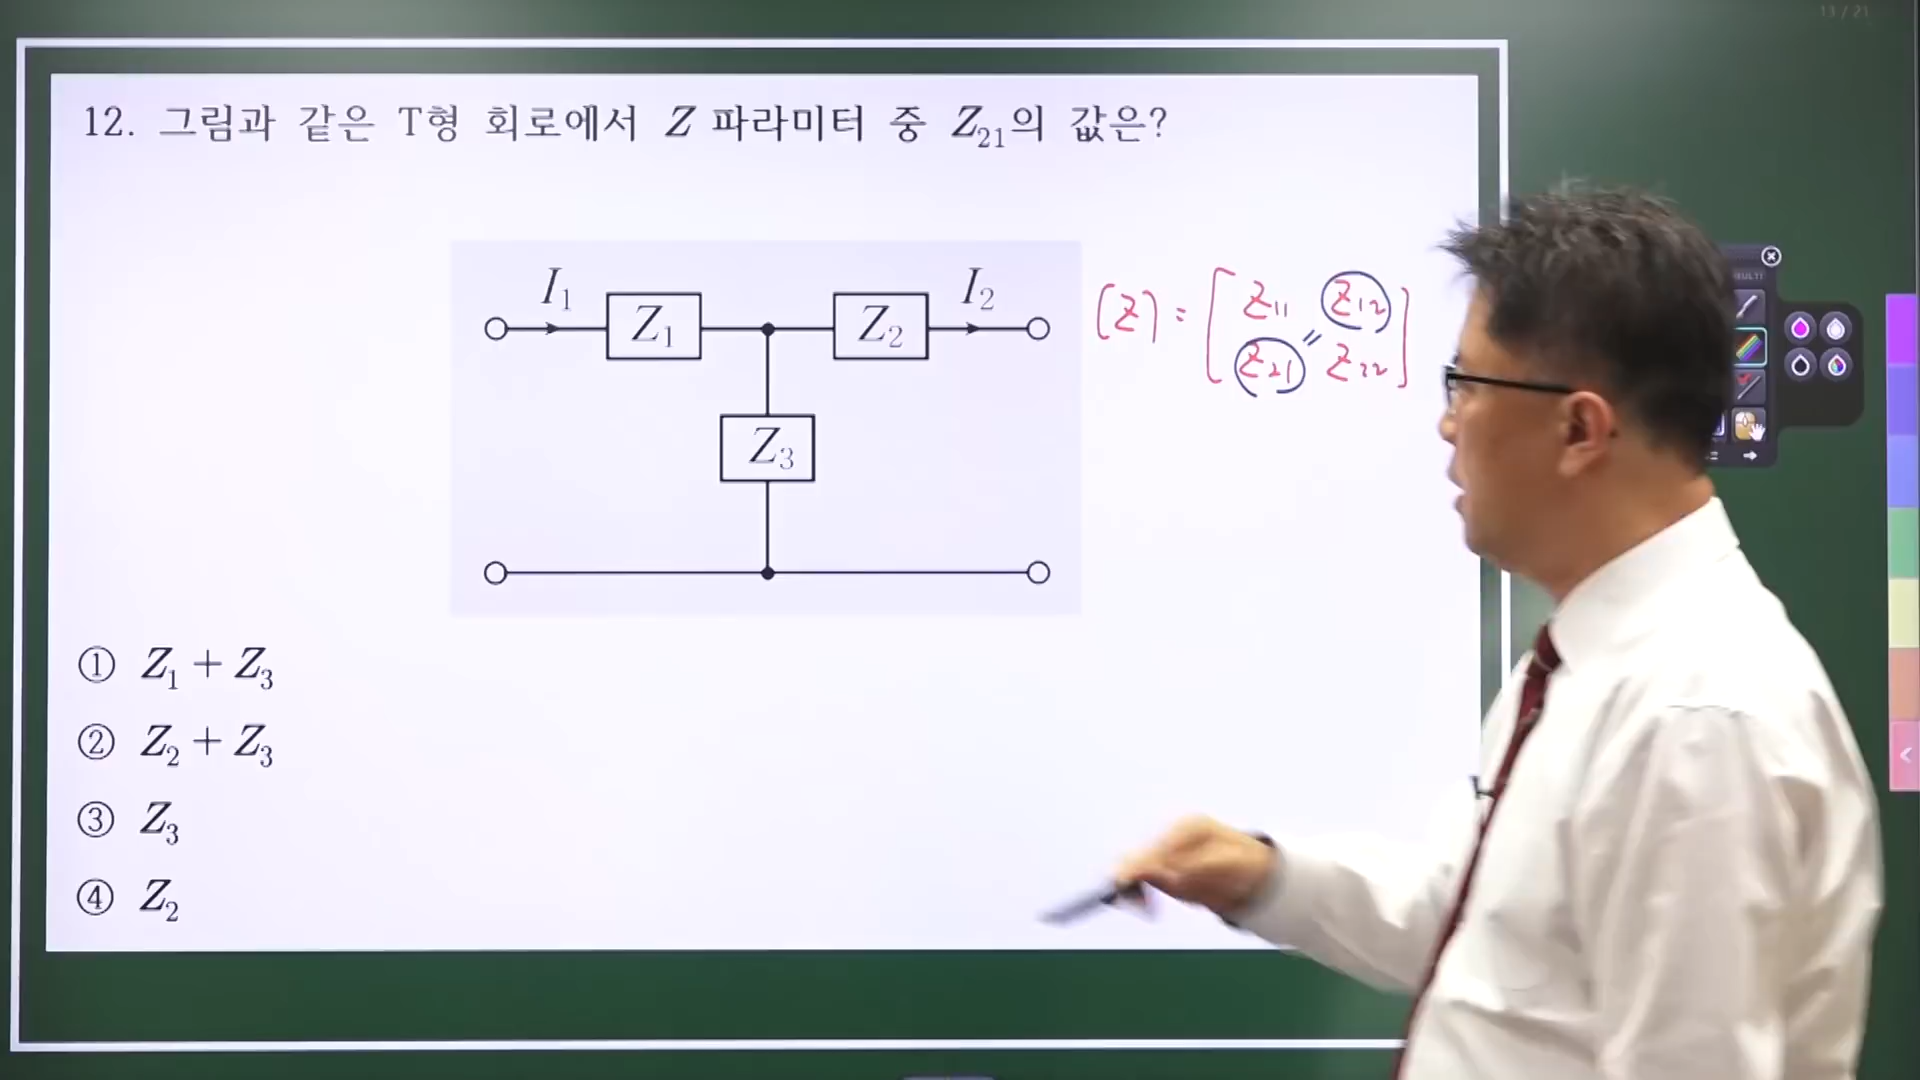 13 / 21
12. 그림과 같은 T형 회로에서 Z 파라미터 중 Z₂₁의 값은?
I₁
I₂
Z₁
Z₂
Z₃
[Z] = [ Z₁₁ Z₁₂
Z₂₁ = Z₂₂ ]
① Z₁ + Z₃
② Z₂ + Z₃
③ Z₃
④ Z₂